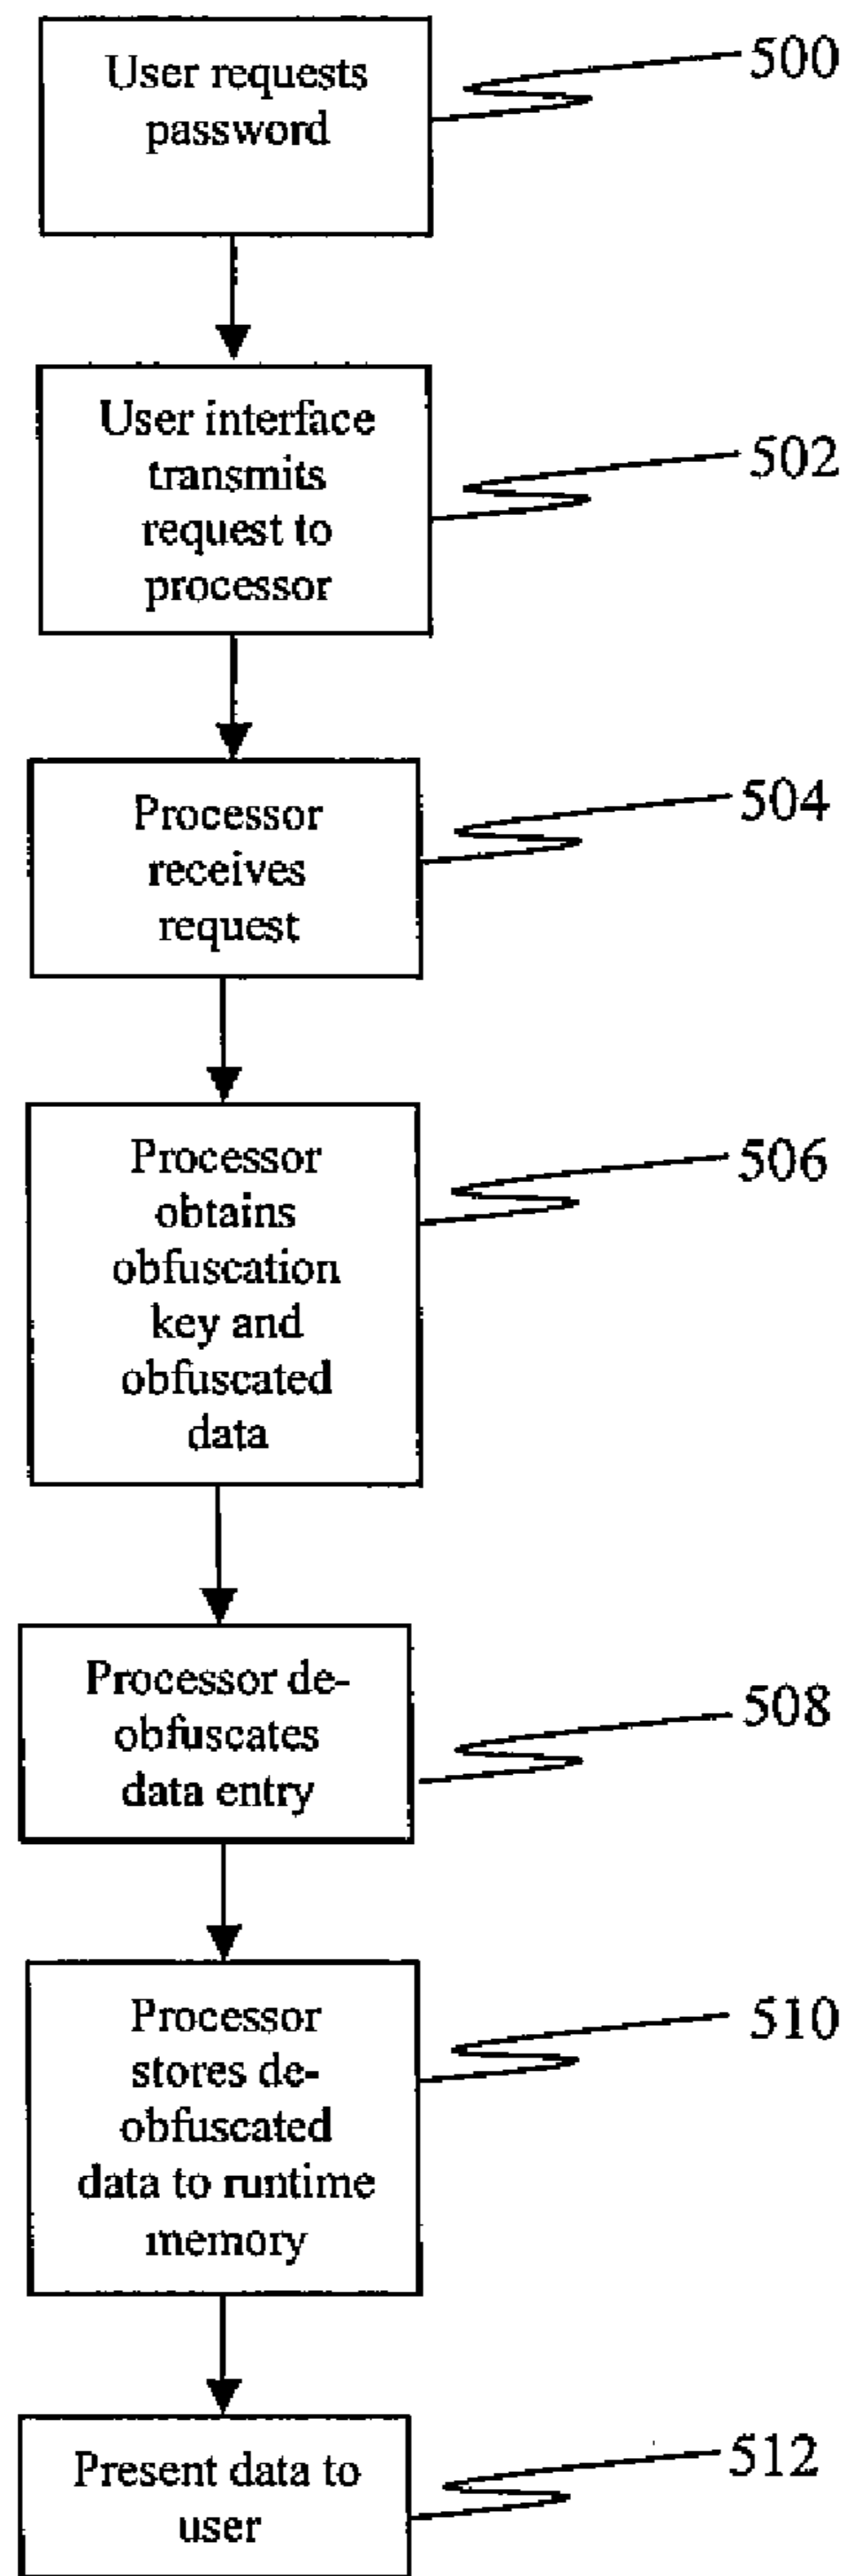 User requests
password
500
User interface
transmits
request to
processor
502
Processor
receives
request
504
Processor
obtains
obfuscation
key and
obfuscated
data
506
Processor de-
obfuscates
data entry
508
Processor
stores de-
obfuscated
data to runtime
memory
510
Present data to
user
512